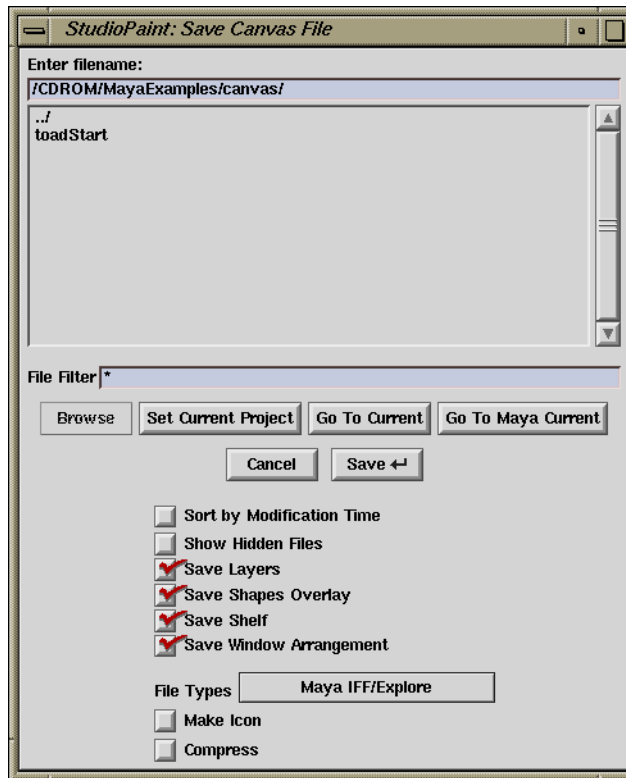 StudioPaint: Save Canvas File
Enter filename:
/CDROM/MayaExamples/canvas/
../
toadStart
File Filter *
Browse Set Current Project Go To Current Go To Maya Current
Cancel Save ↵
Sort by Modification Time
Show Hidden Files
Save Layers
Save Shapes Overlay
Save Shelf
Save Window Arrangement
File Types Maya IFF/Explore
Make Icon
Compress